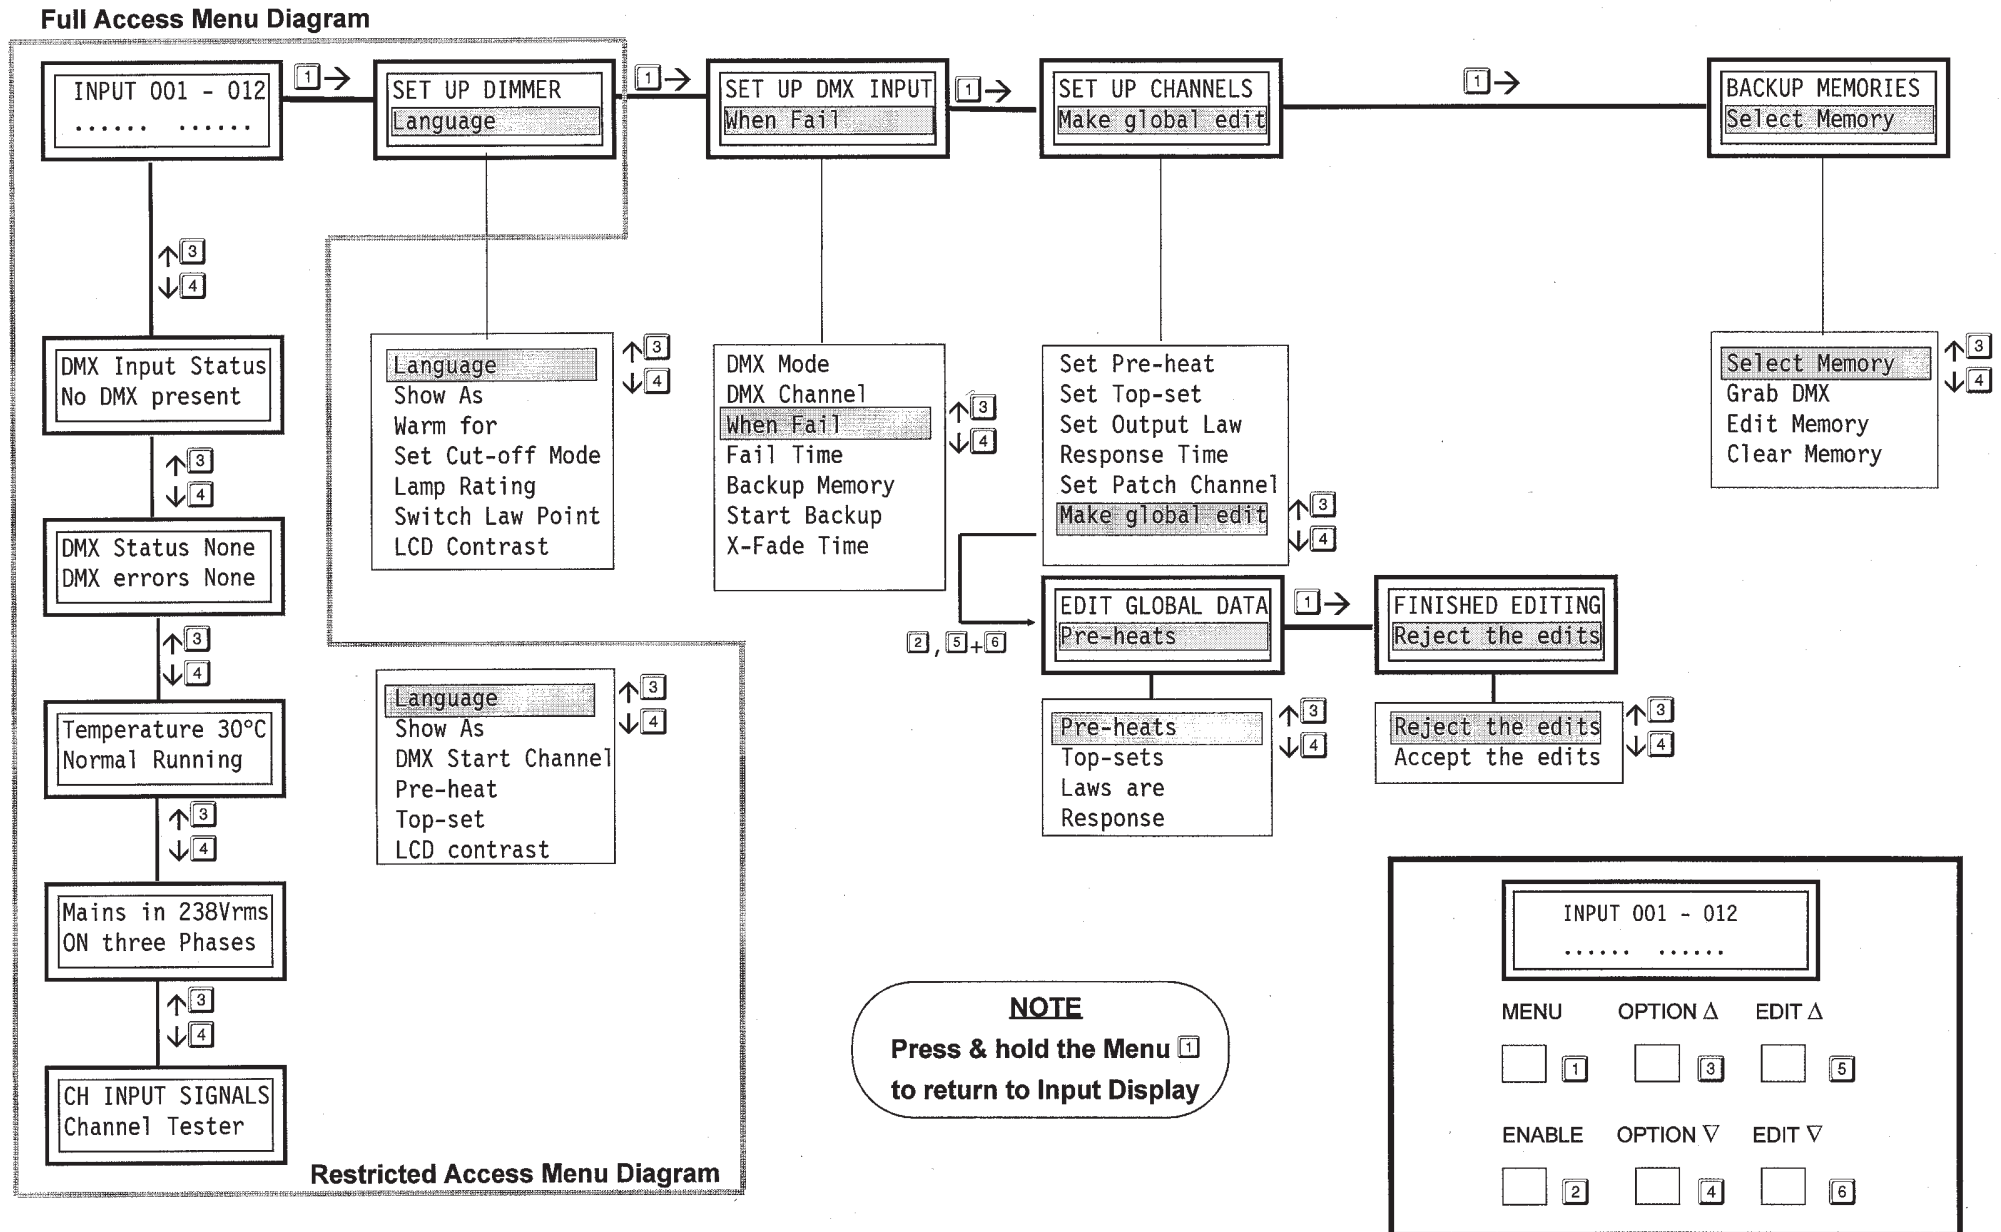 Full Access Menu Diagram
INPUT 001 - 012
...... ......
1
SET UP DIMMER
Language
1
SET UP DMX INPUT
When Fail
1
SET UP CHANNELS
Make global edit
1
BACKUP MEMORIES
Select Memory
3
4
DMX Input Status
No DMX present
3
4
DMX Status None
DMX errors None
3
4
Temperature 30°C
Normal Running
3
4
Mains in 238Vrms
ON three Phases
3
4
CH INPUT SIGNALS
Channel Tester
Language
Show As
Warm for
Set Cut-off Mode
Lamp Rating
Switch Law Point
LCD Contrast
3
4
Language
Show As
DMX Start Channel
Pre-heat
Top-set
LCD contrast
3
4
Restricted Access Menu Diagram
DMX Mode
DMX Channel
When Fail
Fail Time
Backup Memory
Start Backup
X-Fade Time
3
4
Set Pre-heat
Set Top-set
Set Output Law
Response Time
Set Patch Channel
Make global edit
3
4
2, 5+6
EDIT GLOBAL DATA
Pre-heats
1
FINISHED EDITING
Reject the edits
Pre-heats
Top-sets
Laws are
Response
3
4
Reject the edits
Accept the edits
3
4
Select Memory
Grab DMX
Edit Memory
Clear Memory
3
4
NOTE
Press & hold the Menu 1
to return to Input Display
INPUT 001 - 012
...... ......
MENU OPTION △ EDIT △
1 3 5
ENABLE OPTION ▽ EDIT ▽
2 4 6